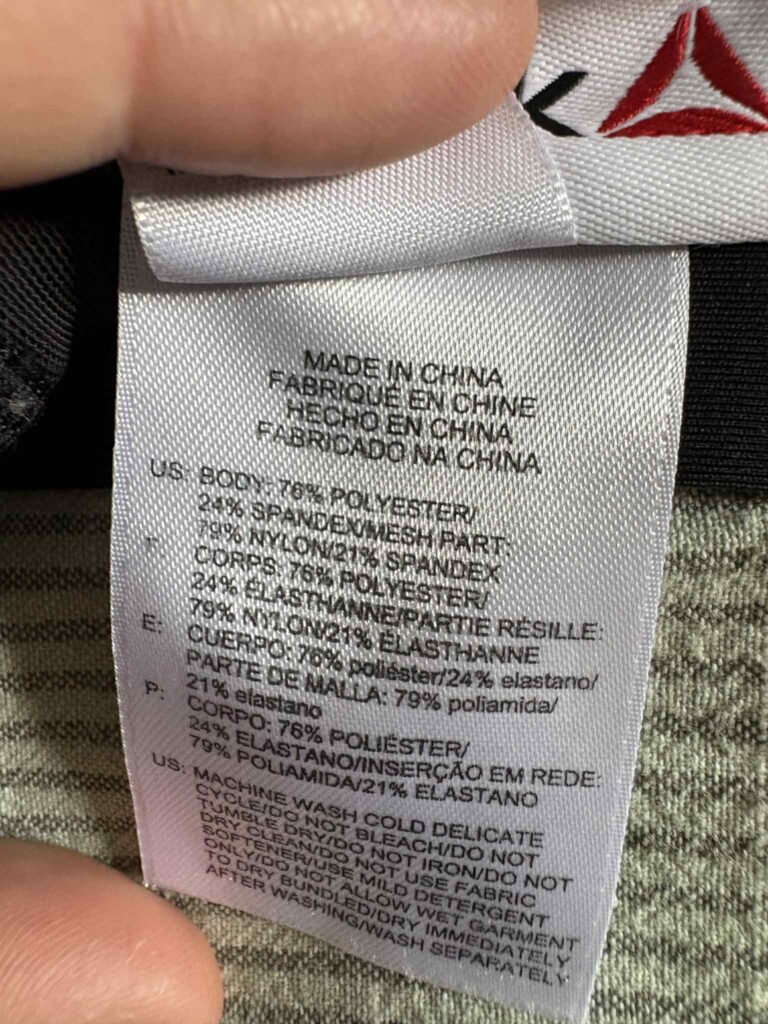 K
MADE IN CHINA
FABRIQUÉ EN CHINE
HECHO EN CHINA
FABRICADO NA CHINA
US: BODY: 76% POLYESTER/
24% SPANDEX/MESH PART:
79% NYLON/21% SPANDEX
F: CORPS: 76% POLYESTER/
24% ÉLASTHANNE/PARTIE RÉSILLE:
79% NYLON/21% ÉLASTHANNE
E: CUERPO: 76% poliéster/24% elastano/
PARTE DE MALLA: 79% poliamida/
21% elastano
P: CORPO: 76% POLIÉSTER/
24% ELASTANO/INSERÇÃO EM REDE:
79% POLIAMIDA/21% ELASTANO
US: MACHINE WASH COLD DELICATE
CYCLE/DO NOT BLEACH/DO NOT
TUMBLE DRY/DO NOT IRON/DO NOT
DRY CLEAN/DO NOT USE FABRIC
SOFTENER/USE MILD DETERGENT
ONLY/DO NOT ALLOW WET GARMENT
TO DRY BUNDLED/DRY IMMEDIATELY
AFTER WASHING/WASH SEPARATELY